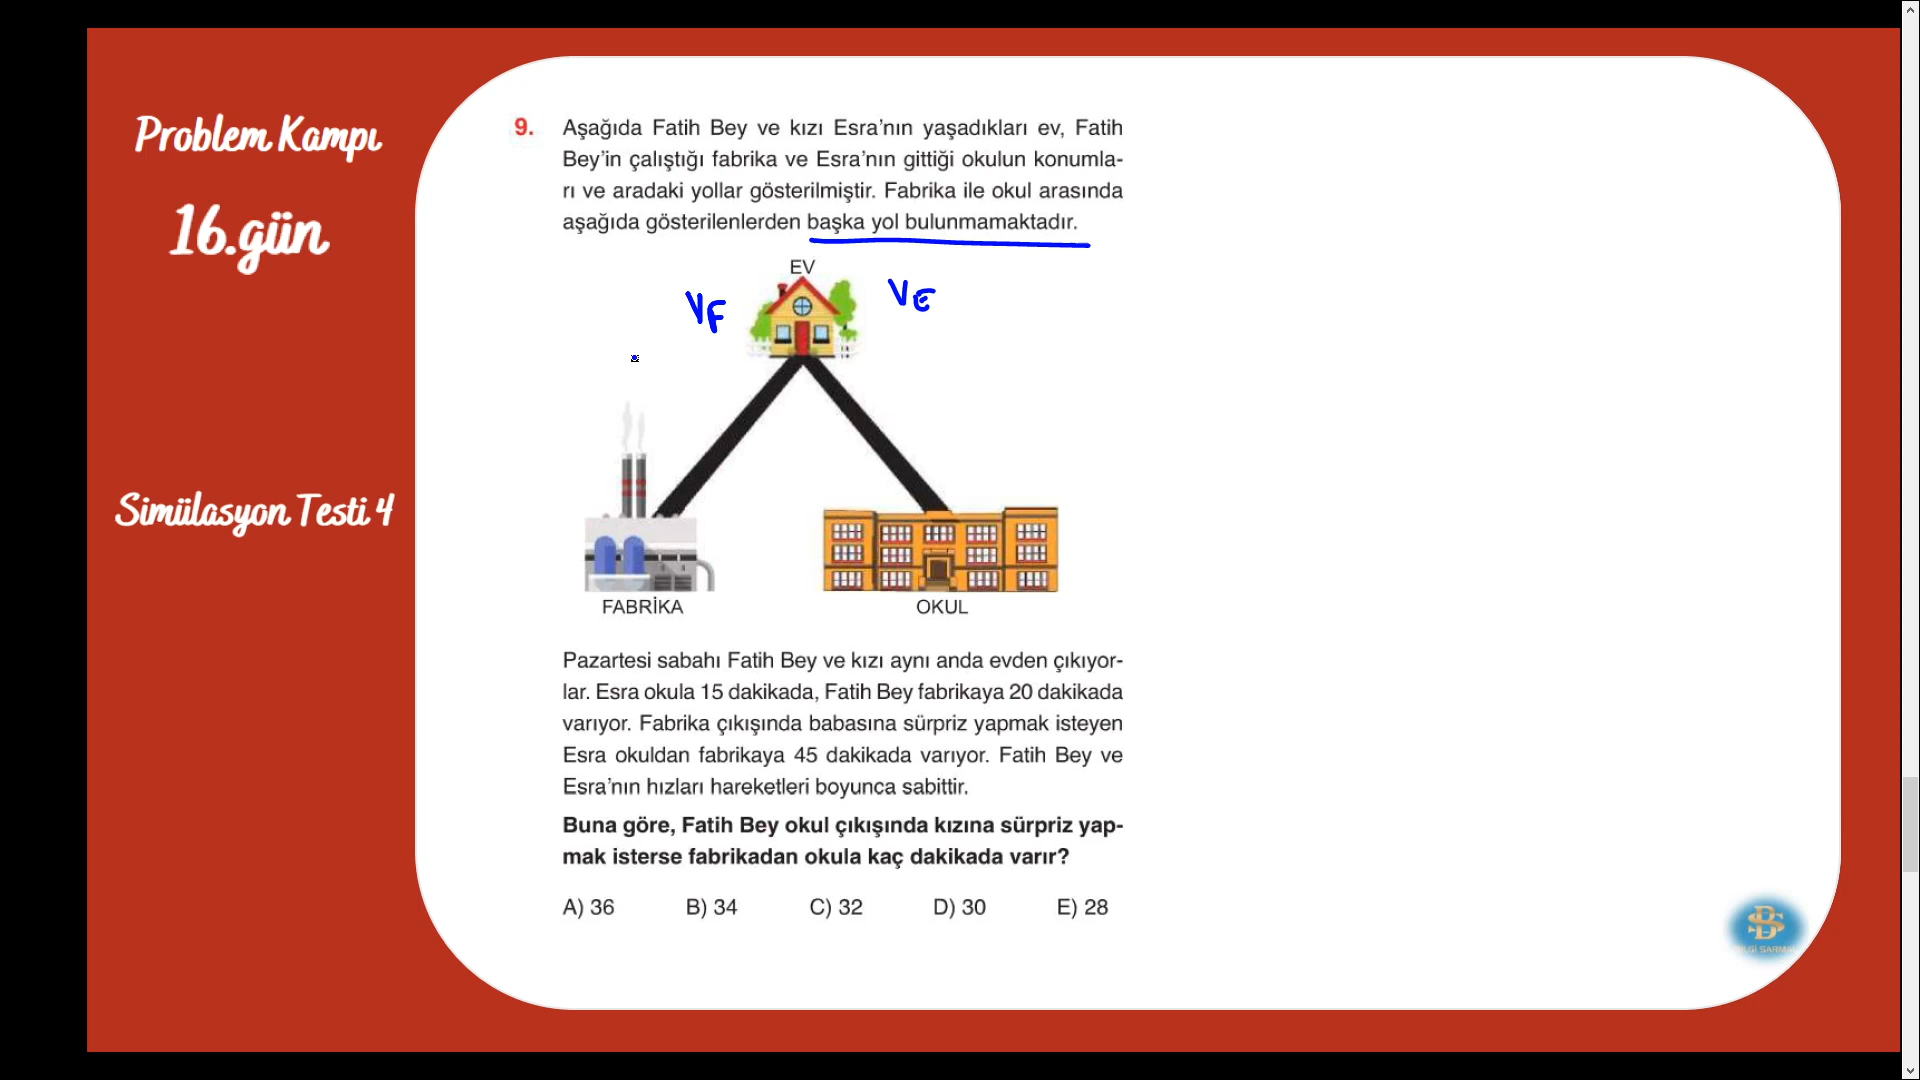 Problem Kampı
16.gün
Simülasyon Testi 4
9. Aşağıda Fatih Bey ve kızı Esra’nın yaşadıkları ev, Fatih
Bey’in çalıştığı fabrika ve Esra’nın gittiği okulun konumla-
rı ve aradaki yollar gösterilmiştir. Fabrika ile okul arasında
aşağıda gösterilenlerden başka yol bulunmamaktadır.
EV
VF
VE
FABRİKA
OKUL
Pazartesi sabahı Fatih Bey ve kızı aynı anda evden çıkıyor-
lar. Esra okula 15 dakikada, Fatih Bey fabrikaya 20 dakikada
varıyor. Fabrika çıkışında babasına sürpriz yapmak isteyen
Esra okuldan fabrikaya 45 dakikada varıyor. Fatih Bey ve
Esra’nın hızları hareketleri boyunca sabittir.
Buna göre, Fatih Bey okul çıkışında kızına sürpriz yap-
mak isterse fabrikadan okula kaç dakikada varır?
A) 36 B) 34 C) 32 D) 30 E) 28